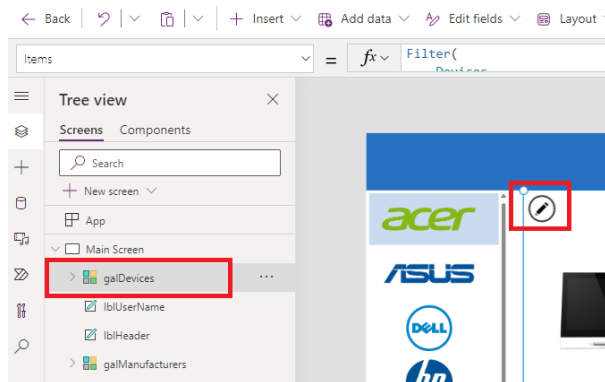 Back Insert Add data Edit fields Layout
Items = fx Filter(
Devices
Tree view
Screens Components
Search
New screen
App
Main Screen
galDevices ...
lblUserName
lblHeader
galManufacturers
acer
ASUS
DELL
hp